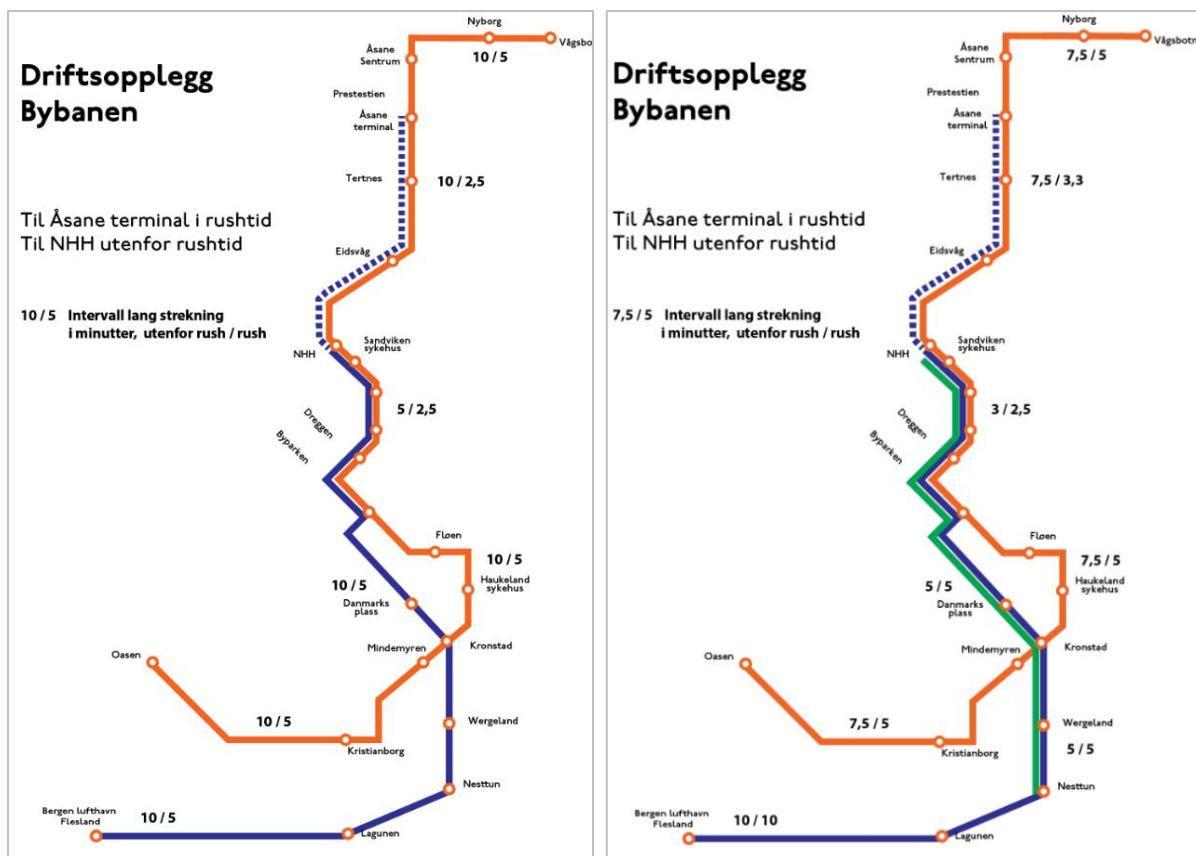 Driftsopplegg
Bybanen
Til Åsane terminal i rushtid
Til NHH utenfor rushtid
10 / 5 Intervall lang strekning
i minutter, utenfor rush / rush
Nyborg
Vågsbo
10 / 5
Åsane
Sentrum
Prestestien
Åsane
terminal
Tertnes
10 / 2,5
Eidsvåg
Sandviken
sykehus
NHH
5 / 2,5
Dreggen
Byparken
Fløen
10 / 5
Haukeland
sykehus
10 / 5
Danmarks
plass
Kronstad
Mindemyren
Oasen
10 / 5
Kristianborg
Wergeland
Nesttun
Bergen lufthavn
Flesland
10 / 5
Lagunen
Driftsopplegg
Bybanen
Til Åsane terminal i rushtid
Til NHH utenfor rushtid
7,5 / 5 Intervall lang strekning
i minutter, utenfor rush / rush
Nyborg
Vågsbotn
7,5 / 5
Åsane
Sentrum
Prestestien
Åsane
terminal
Tertnes
7,5 / 3,3
Eidsvåg
Sandviken
sykehus
NHH
3 / 2,5
Dreggen
Byparken
Fløen
7,5 / 5
Haukeland
sykehus
5 / 5
Danmarks
plass
Kronstad
Mindemyren
Oasen
7,5 / 5
Kristianborg
Wergeland
5 / 5
Nesttun
Bergen lufthavn
Flesland
10 / 10
Lagunen